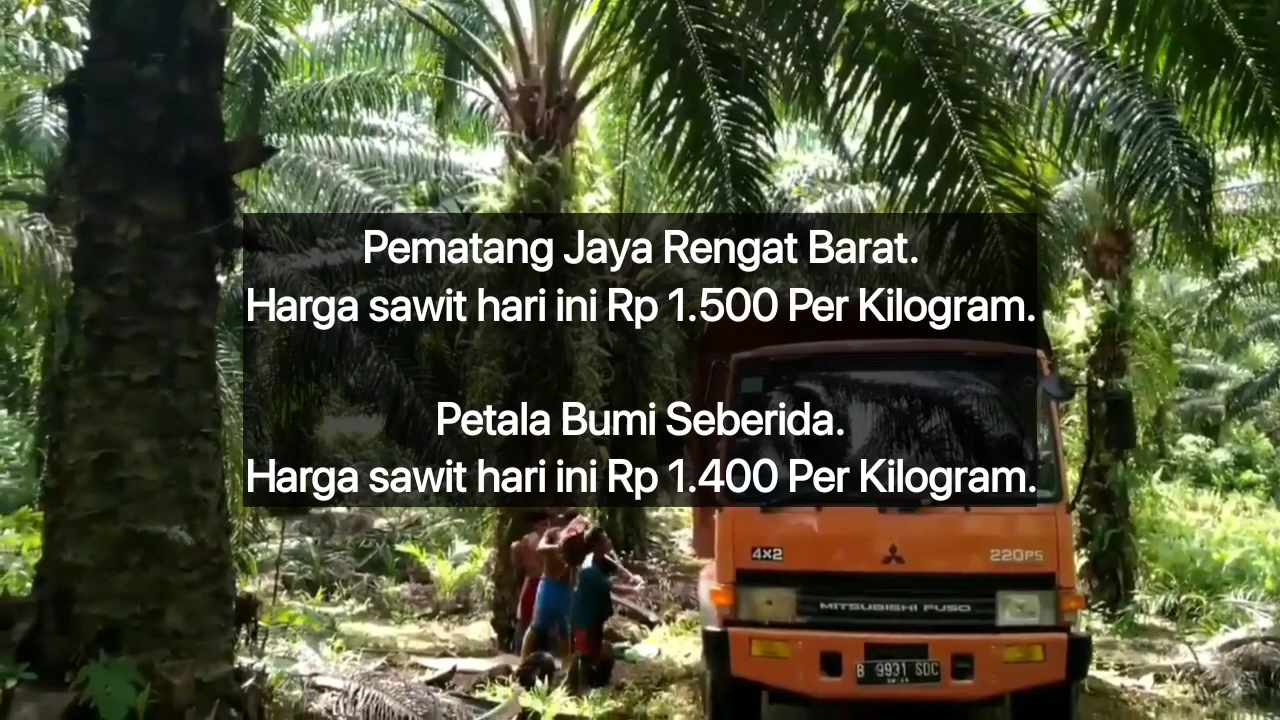 Pematang Jaya Rengat Barat.
Harga sawit hari ini Rp 1.500 Per Kilogram.
Petala Bumi Seberida.
Harga sawit hari ini Rp 1.400 Per Kilogram.
4x2
220PS
MITSUBISHI FUSO
B 9931 SDC